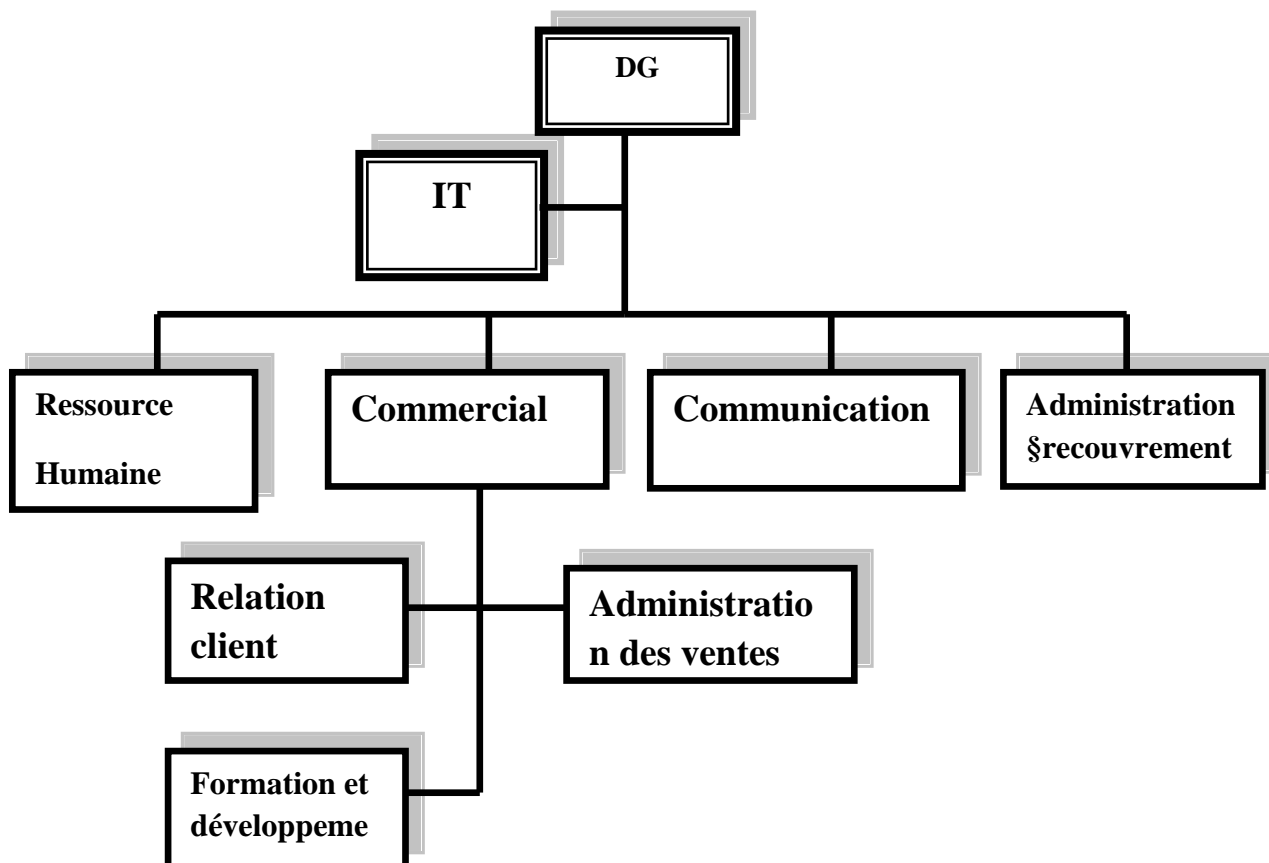 DG
IT
Ressource
Humaine
Commercial
Communication
Administration
§recouvrement
Relation
client
Administratio
n des ventes
Formation et
développeme